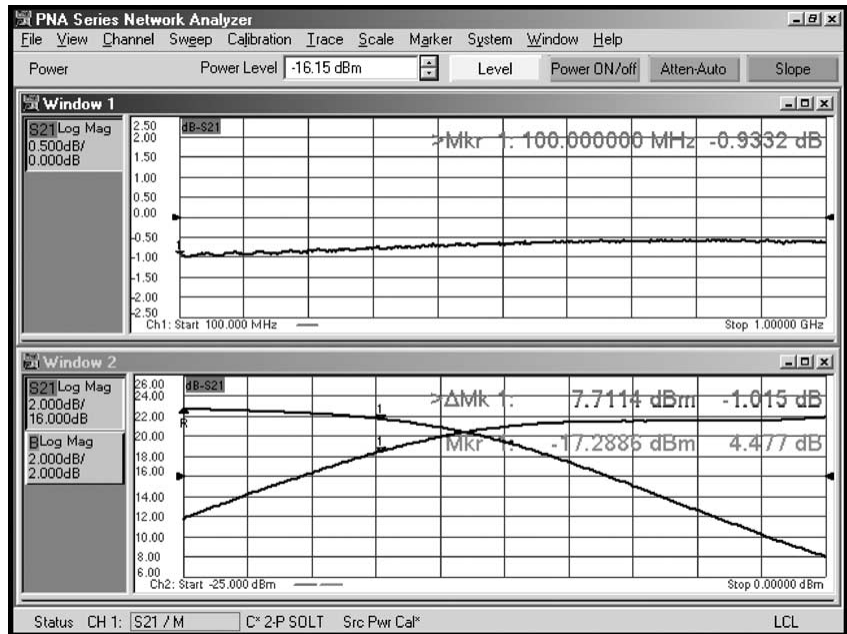 PNA Series Network Analyzer
File View Channel Sweep Calibration Trace Scale Marker System Window Help
Power Power Level -16.15 dBm Level Power ON/off Atten-Auto Slope
Window 1
S21 Log Mag
0.500dB/
0.000dB
dB-S21
>Mkr 1: 100.000000 MHz -0.9332 dB
2.50
2.00
1.50
1.00
0.50
0.00
-0.50
-1.00
-1.50
-2.00
-2.50
1
Ch1: Start 100.000 MHz
Stop 1.00000 GHz
Window 2
S21 Log Mag
2.000dB/
16.000dB
B Log Mag
2.000dB/
2.000dB
dB-S21
>ΔMk 1: 7.7114 dBm -1.015 dB
Mkr 1: -17.2886 dBm 4.477 dB
26.00
24.00
22.00
20.00
18.00
16.00
14.00
12.00
10.00
8.00
6.00
R
1
1
Ch2: Start -25.000 dBm
Stop 0.00000 dBm
Status CH 1: S21 / M C* 2-P SOLT Src Pwr Cal* LCL